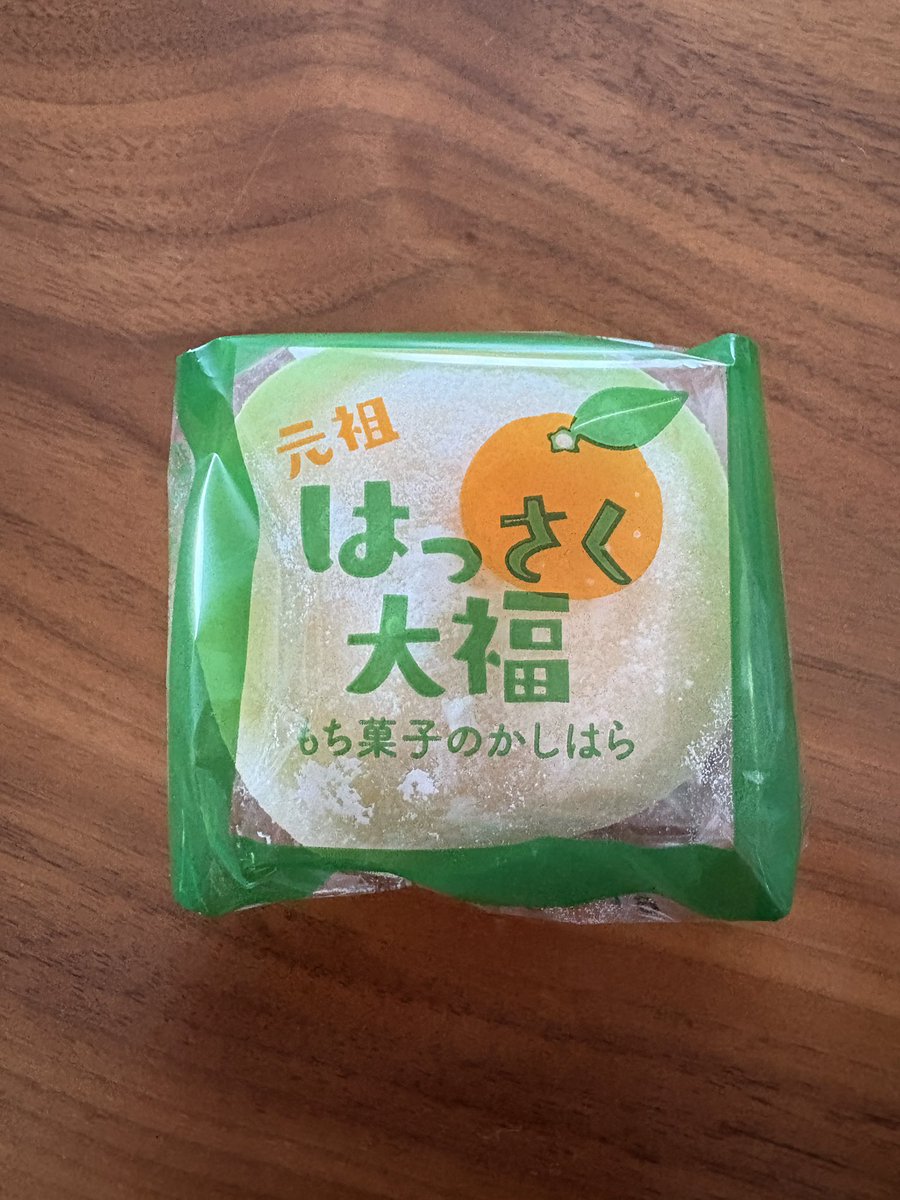 元祖
はっさく
大福
もち菓子のかしはら